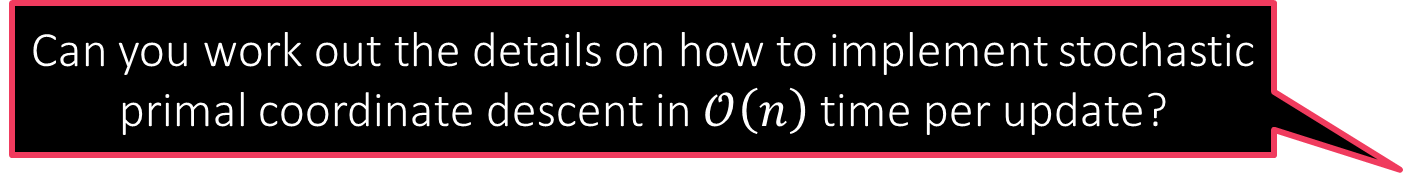 Can you work out the details on how to implement stochastic
primal coordinate descent in 𝒪(𝑛) time per update?